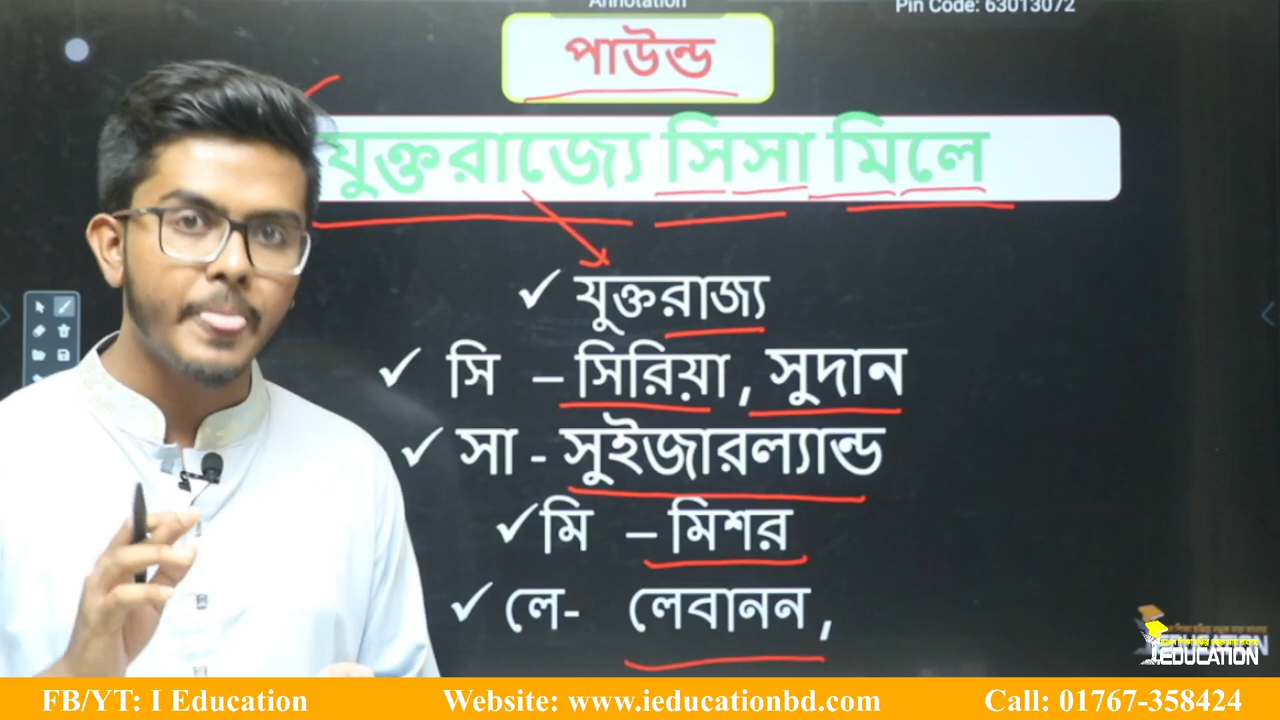 Annotation
Pin Code: 63013072
পাউন্ড
যুক্তরাজ্যে সিসা মিলে
✓ যুক্তরাজ্য
✓ সি – সিরিয়া, সুদান
✓ সা - সুইজারল্যান্ড
✓ মি – মিশর
✓ লে- লেবানন,
EDUCATION
FB/YT: I Education
Website: www.ieducationbd.com
Call: 01767-358424